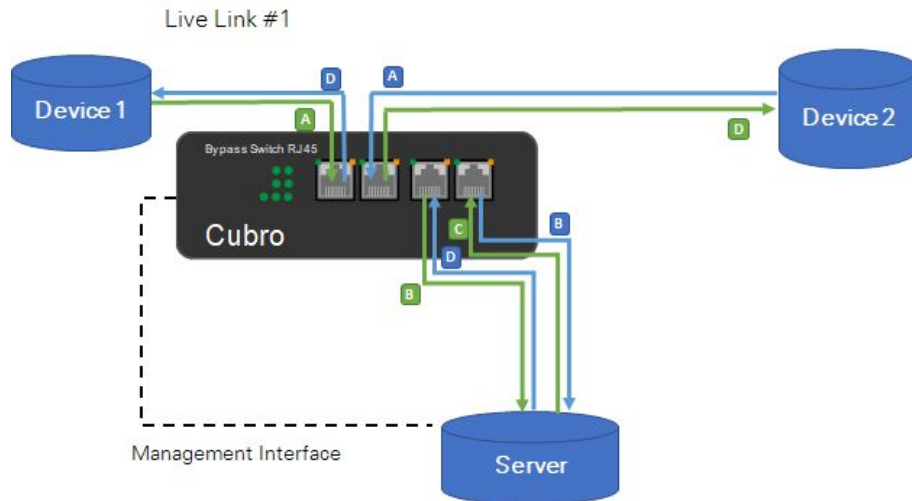 Live Link #1
D
A
Device 1
A
D
Device 2
Bypass Switch RJ45
Cubro
C
B
D
B
Management Interface
Server